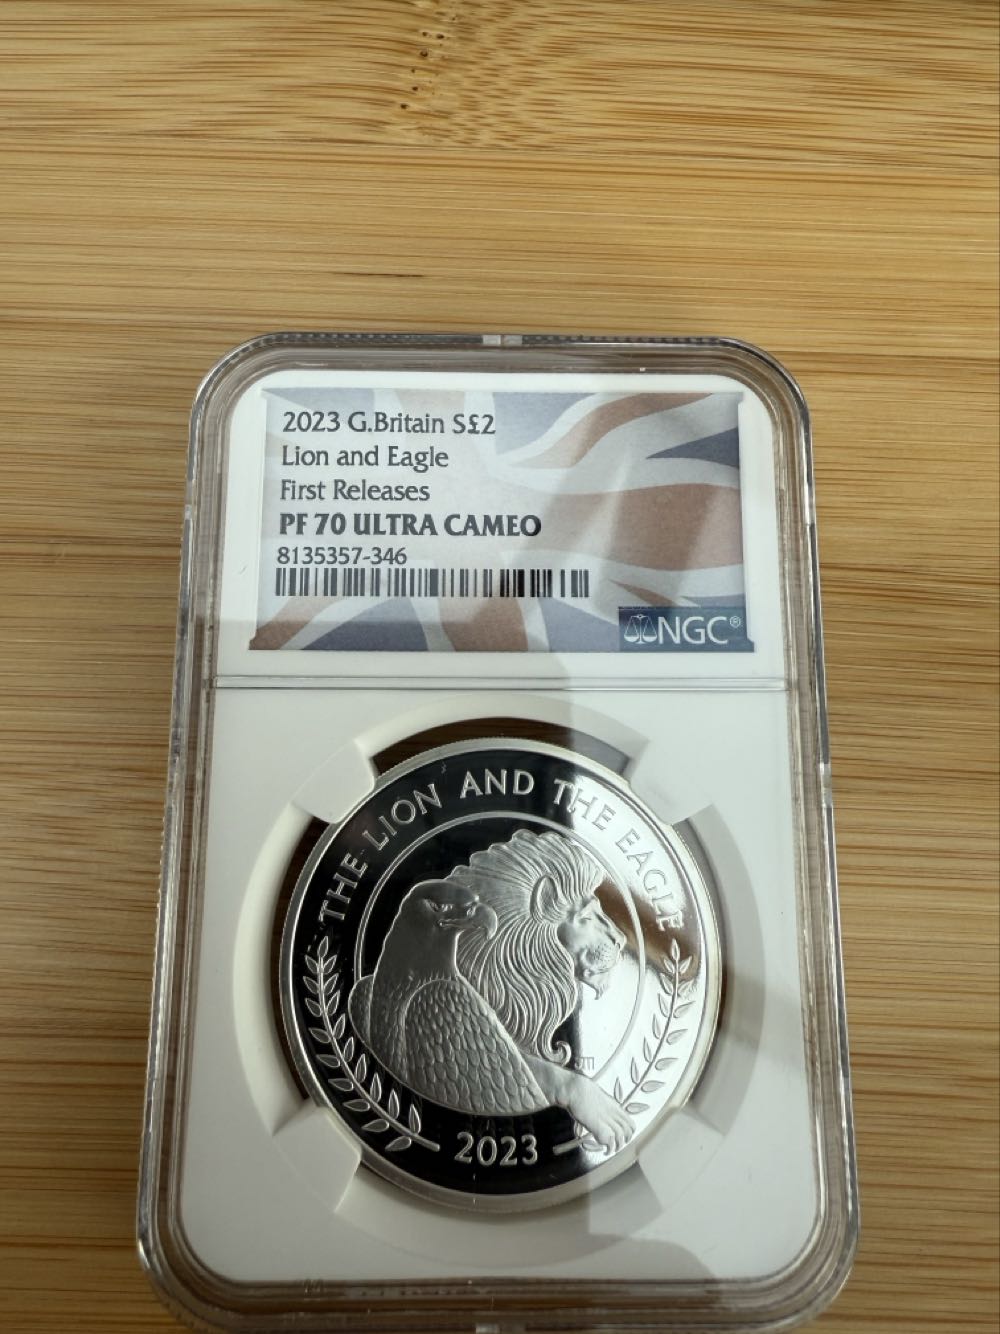 2023 G.Britain S£2
Lion and Eagle
First Releases
PF 70 ULTRA CAMEO
8135357-346
NGC®
THE LION AND THE EAGLE
JM
2023